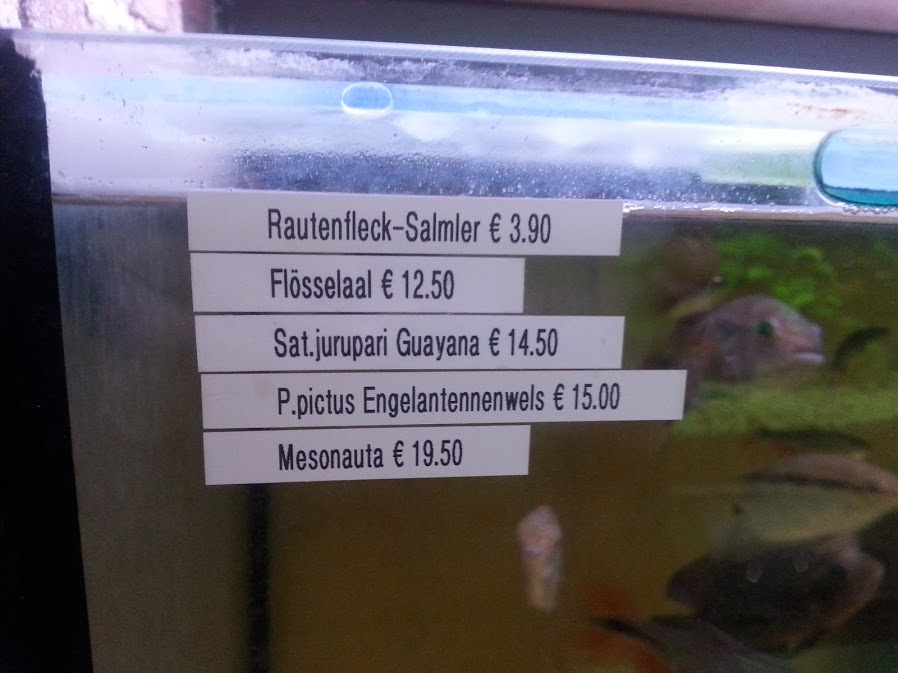 Rautenfleck-Salmler € 3.90
Flösselaal € 12.50
Sat.jurupari Guayana € 14.50
P.pictus Engelantennenwels € 15.00
Mesonauta € 19.50